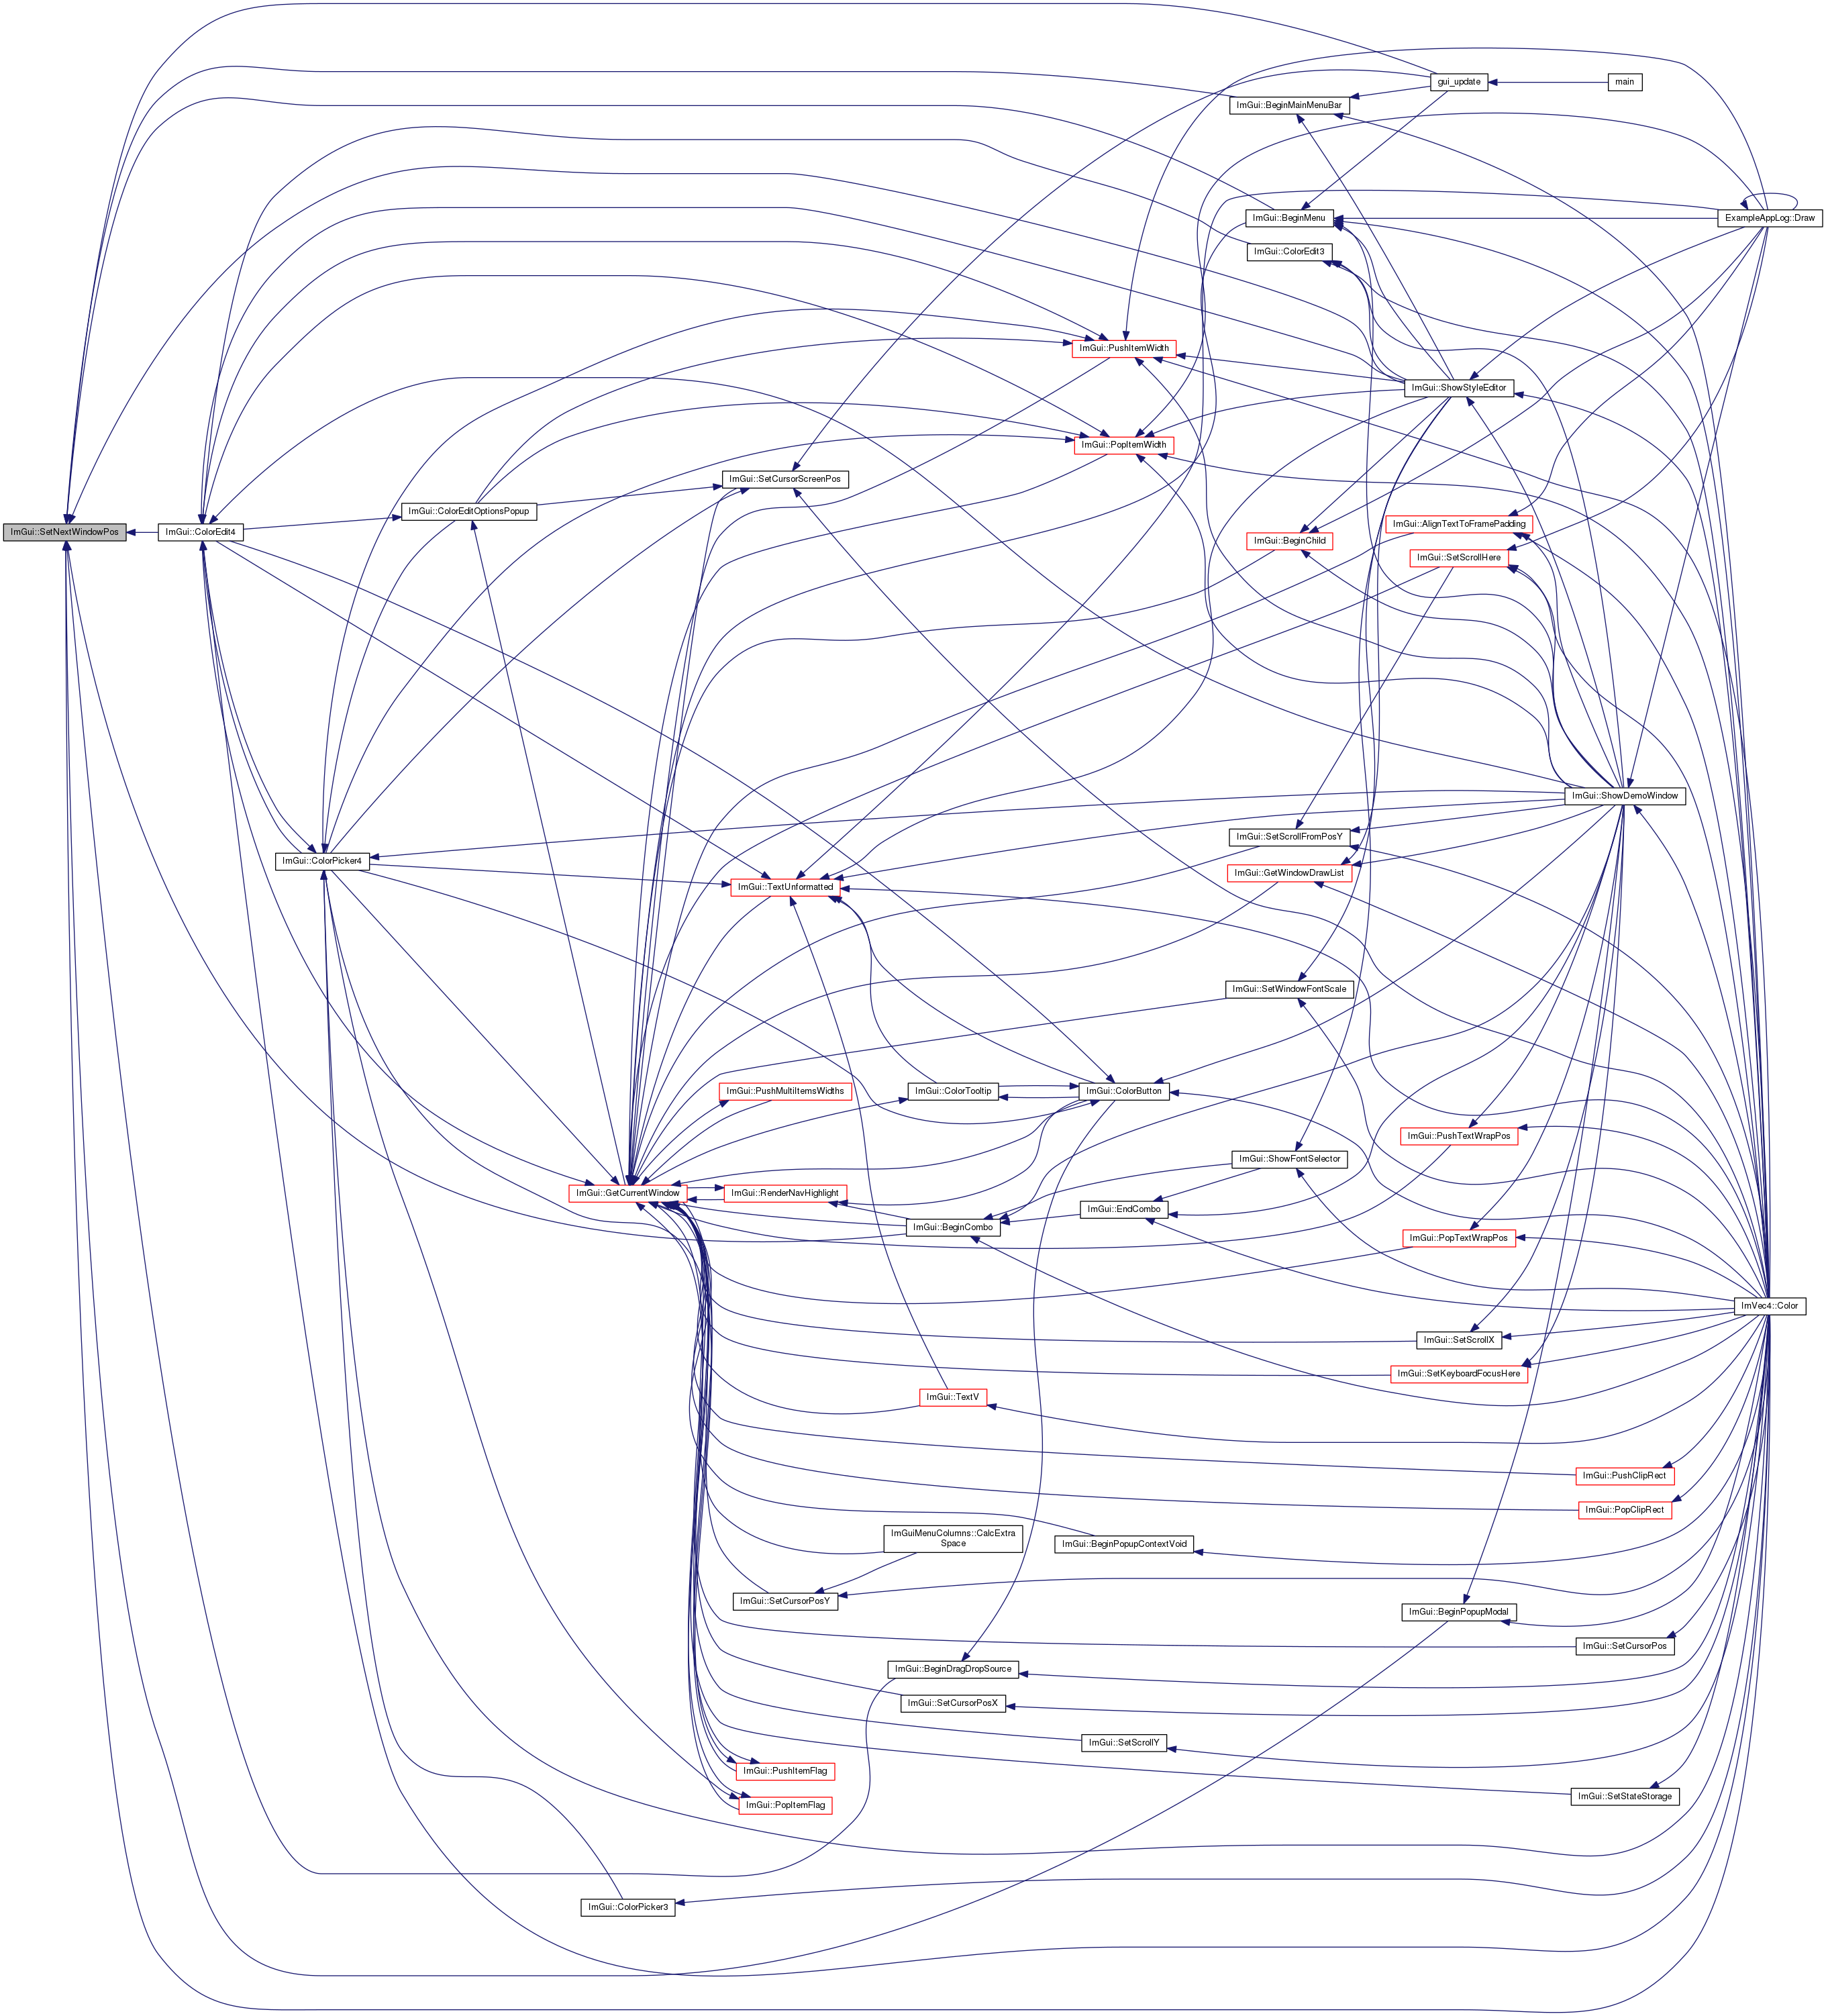 gui_update
main
ImGui::BeginMainMenuBar
ImGui::BeginMenu
ExampleAppLog::Draw
ImGui::ColorEdit3
ImGui::PushItemWidth
ImGui::ShowStyleEditor
ImGui::PopItemWidth
ImGui::SetCursorScreenPos
ImGui::ColorEditOptionsPopup
ImGui::AlignTextToFramePadding
ImGui::SetNextWindowPos
ImGui::ColorEdit4
ImGui::BeginChild
ImGui::SetScrollHere
ImGui::ShowDemoWindow
ImGui::SetScrollFromPosY
ImGui::ColorPicker4
ImGui::GetWindowDrawList
ImGui::TextUnformatted
ImGui::SetWindowFontScale
ImGui::PushMultiItemsWidths
ImGui::ColorTooltip
ImGui::ColorButton
ImGui::PushTextWrapPos
ImGui::ShowFontSelector
ImGui::GetCurrentWindow
ImGui::RenderNavHighlight
ImGui::EndCombo
ImGui::BeginCombo
ImGui::PopTextWrapPos
ImVec4::Color
ImGui::SetScrollX
ImGui::SetKeyboardFocusHere
ImGui::TextV
ImGui::PushClipRect
ImGui::PopClipRect
ImGuiMenuColumns::CalcExtra
Space
ImGui::BeginPopupContextVoid
ImGui::SetCursorPosY
ImGui::BeginPopupModal
ImGui::SetCursorPos
ImGui::BeginDragDropSource
ImGui::SetCursorPosX
ImGui::SetScrollY
ImGui::PushItemFlag
ImGui::SetStateStorage
ImGui::PopItemFlag
ImGui::ColorPicker3